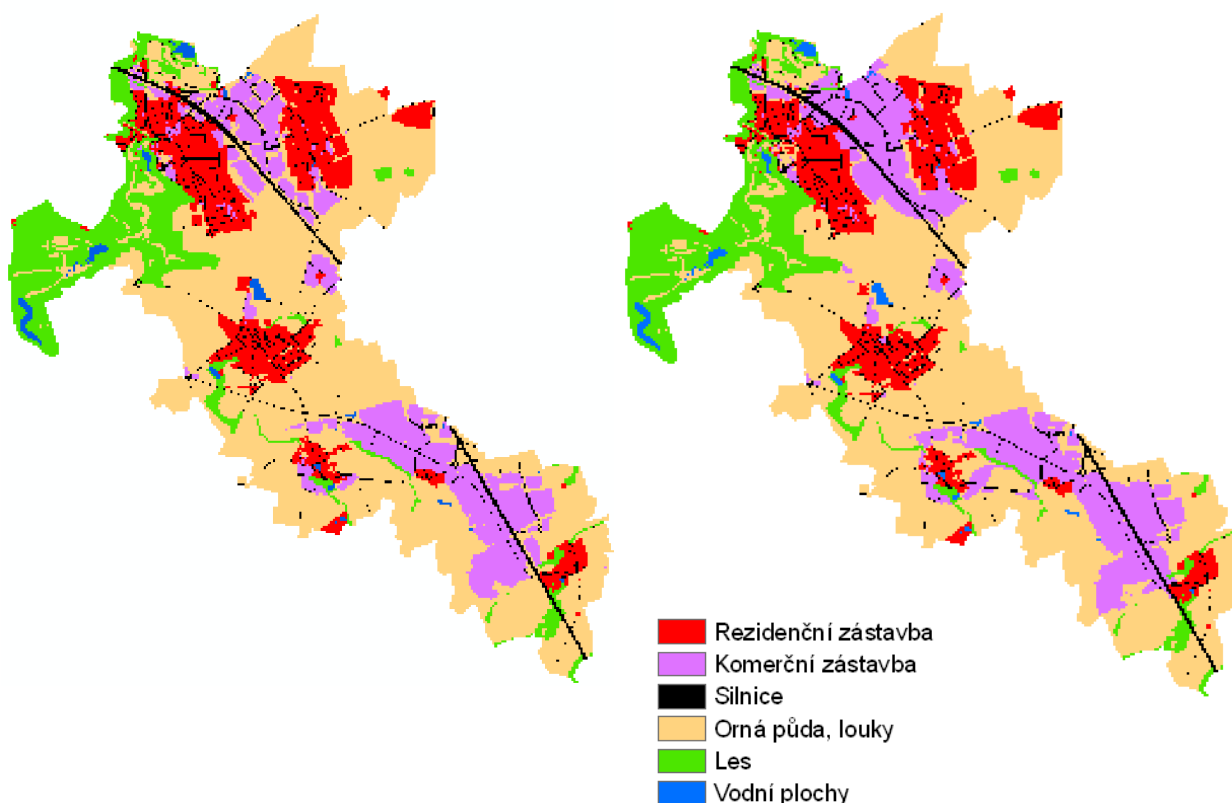 Rezidenční zástavba
Komerční zástavba
Silnice
Orná půda, louky
Les
Vodní plochy